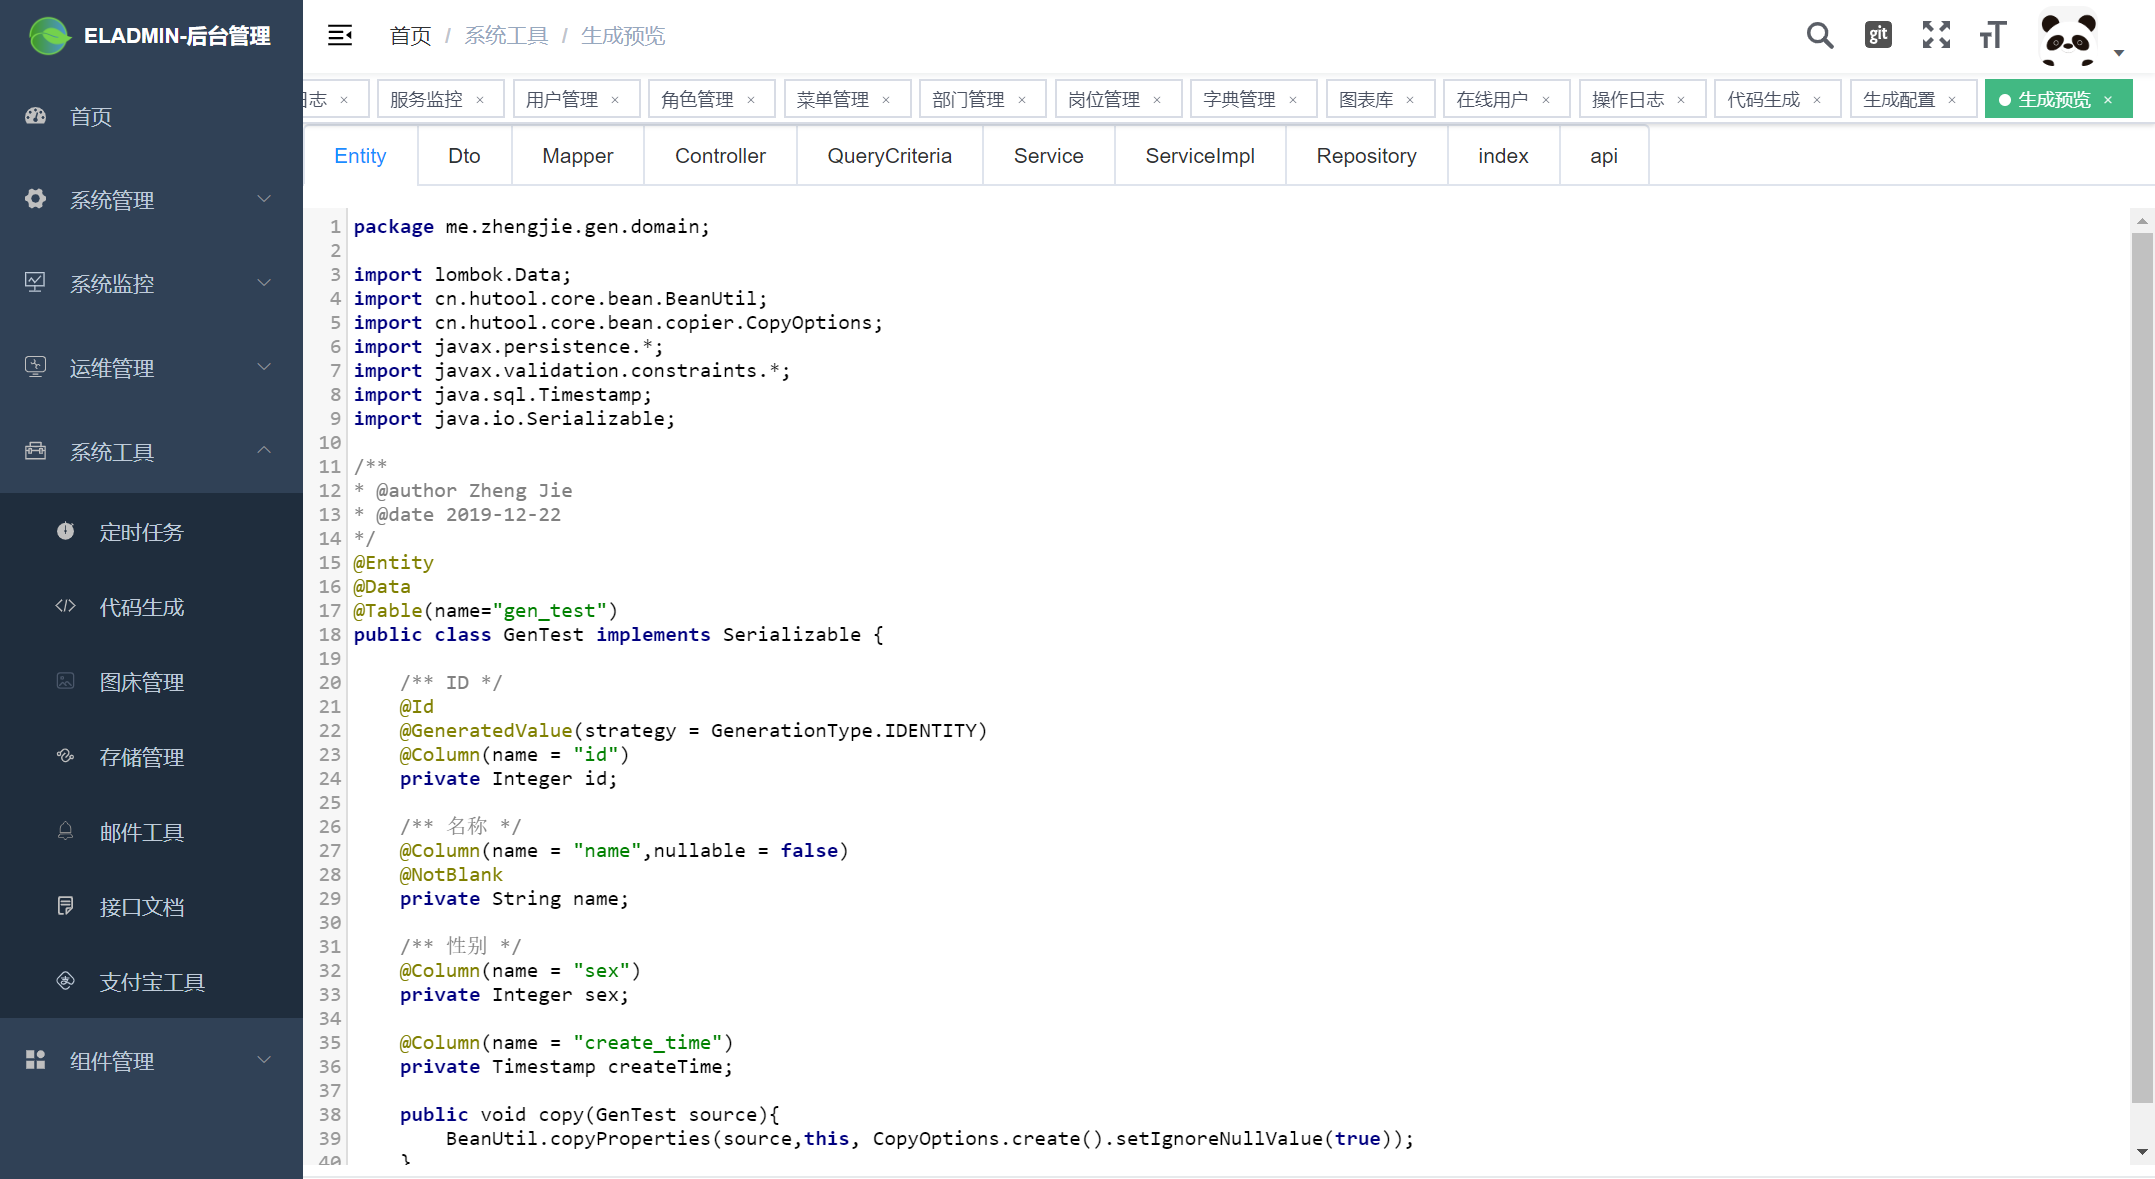 ELADMIN-后台管理
首页
系统管理
系统监控
运维管理
系统工具
定时任务
代码生成
图床管理
存储管理
邮件工具
接口文档
支付宝工具
组件管理
首页 / 系统工具 / 生成预览
git
日志 × 服务监控 × 用户管理 × 角色管理 × 菜单管理 × 部门管理 × 岗位管理 × 字典管理 × 图表库 × 在线用户 × 操作日志 × 代码生成 × 生成配置 × 生成预览 ×
Entity Dto Mapper Controller QueryCriteria Service ServiceImpl Repository index api
1 package me.zhengjie.gen.domain;
2
3 import lombok.Data;
4 import cn.hutool.core.bean.BeanUtil;
5 import cn.hutool.core.bean.copier.CopyOptions;
6 import javax.persistence.*;
7 import javax.validation.constraints.*;
8 import java.sql.Timestamp;
9 import java.io.Serializable;
10
11 /**
12 * @author Zheng Jie
13 * @date 2019-12-22
14 */
15 @Entity
16 @Data
17 @Table(name="gen_test")
18 public class GenTest implements Serializable {
19
20     /** ID */
21     @Id
22     @GeneratedValue(strategy = GenerationType.IDENTITY)
23     @Column(name = "id")
24     private Integer id;
25
26     /** 名称 */
27     @Column(name = "name",nullable = false)
28     @NotBlank
29     private String name;
30
31     /** 性别 */
32     @Column(name = "sex")
33     private Integer sex;
34
35     @Column(name = "create_time")
36     private Timestamp createTime;
37
38     public void copy(GenTest source){
39         BeanUtil.copyProperties(source,this, CopyOptions.create().setIgnoreNullValue(true));
40     }